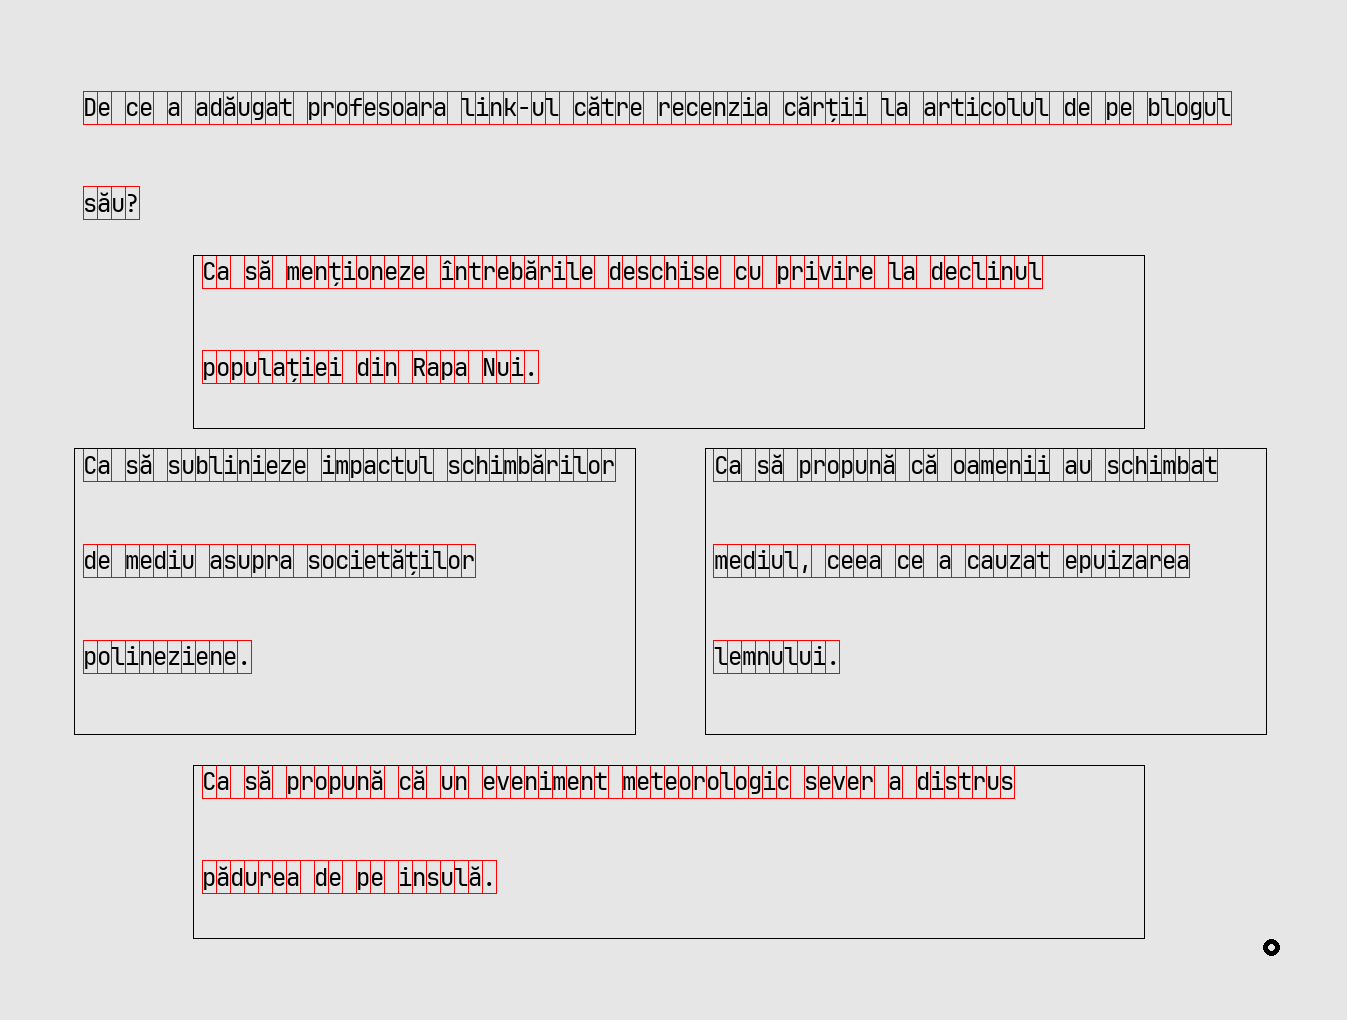 De ce a adăugat profesoara link-ul către recenzia cărții la articolul de pe blogul
său?
Ca să menționeze întrebările deschise cu privire la declinul
populației din Rapa Nui.
Ca să sublinieze impactul schimbărilor
de mediu asupra societăților
polineziene.
Ca să propună că oamenii au schimbat
mediul, ceea ce a cauzat epuizarea
lemnului.
Ca să propună că un eveniment meteorologic sever a distrus
pădurea de pe insulă.